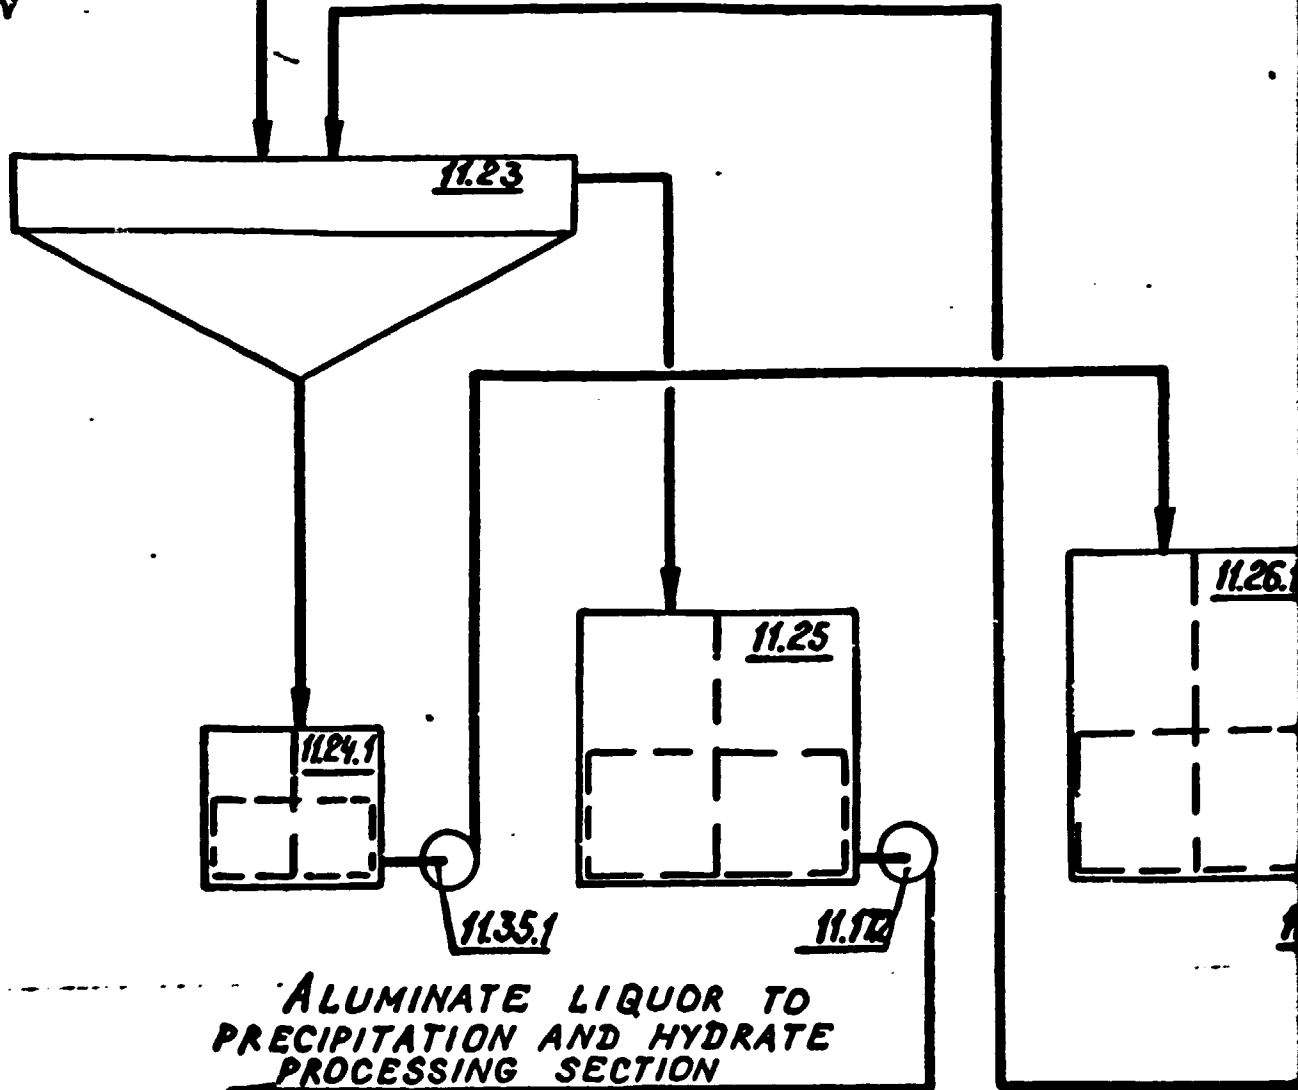 11.23
11.26.1
11.25
11.24.1
11.35.1
ALUMINATE LIQUOR TO
PRECIPITATION AND HYDRATE
PROCESSING SECTION